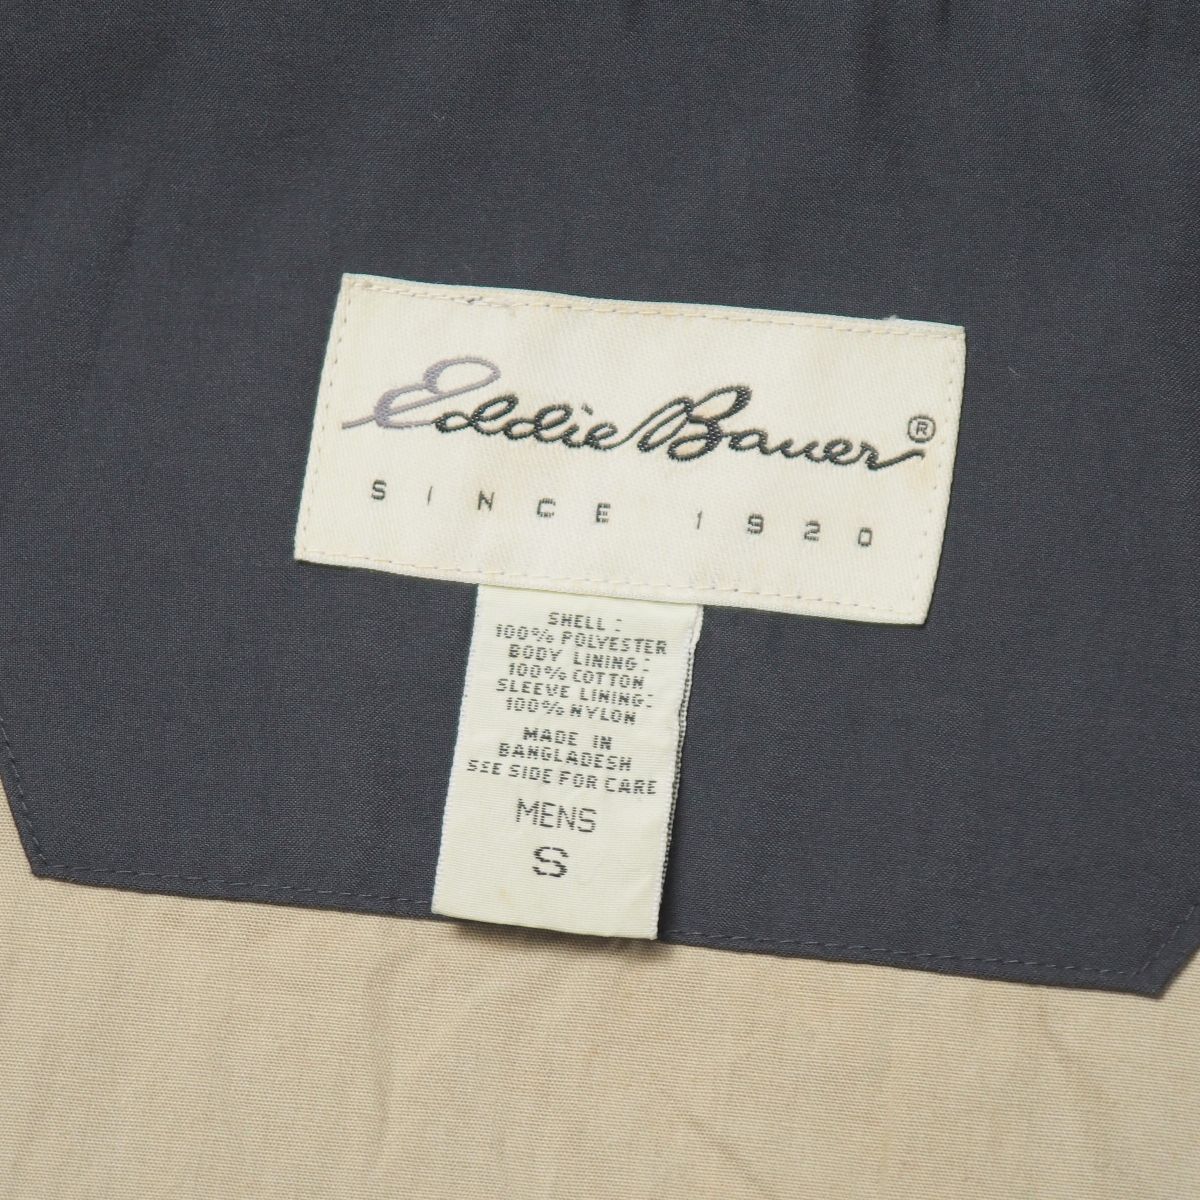 Eddie Bauer®
SINCE 1920
SHELL:
100% POLYESTER
BODY LINING:
100% COTTON
SLEEVE LINING:
100% NYLON
MADE IN
BANGLADESH
SEE SIDE FOR CARE
MENS
S